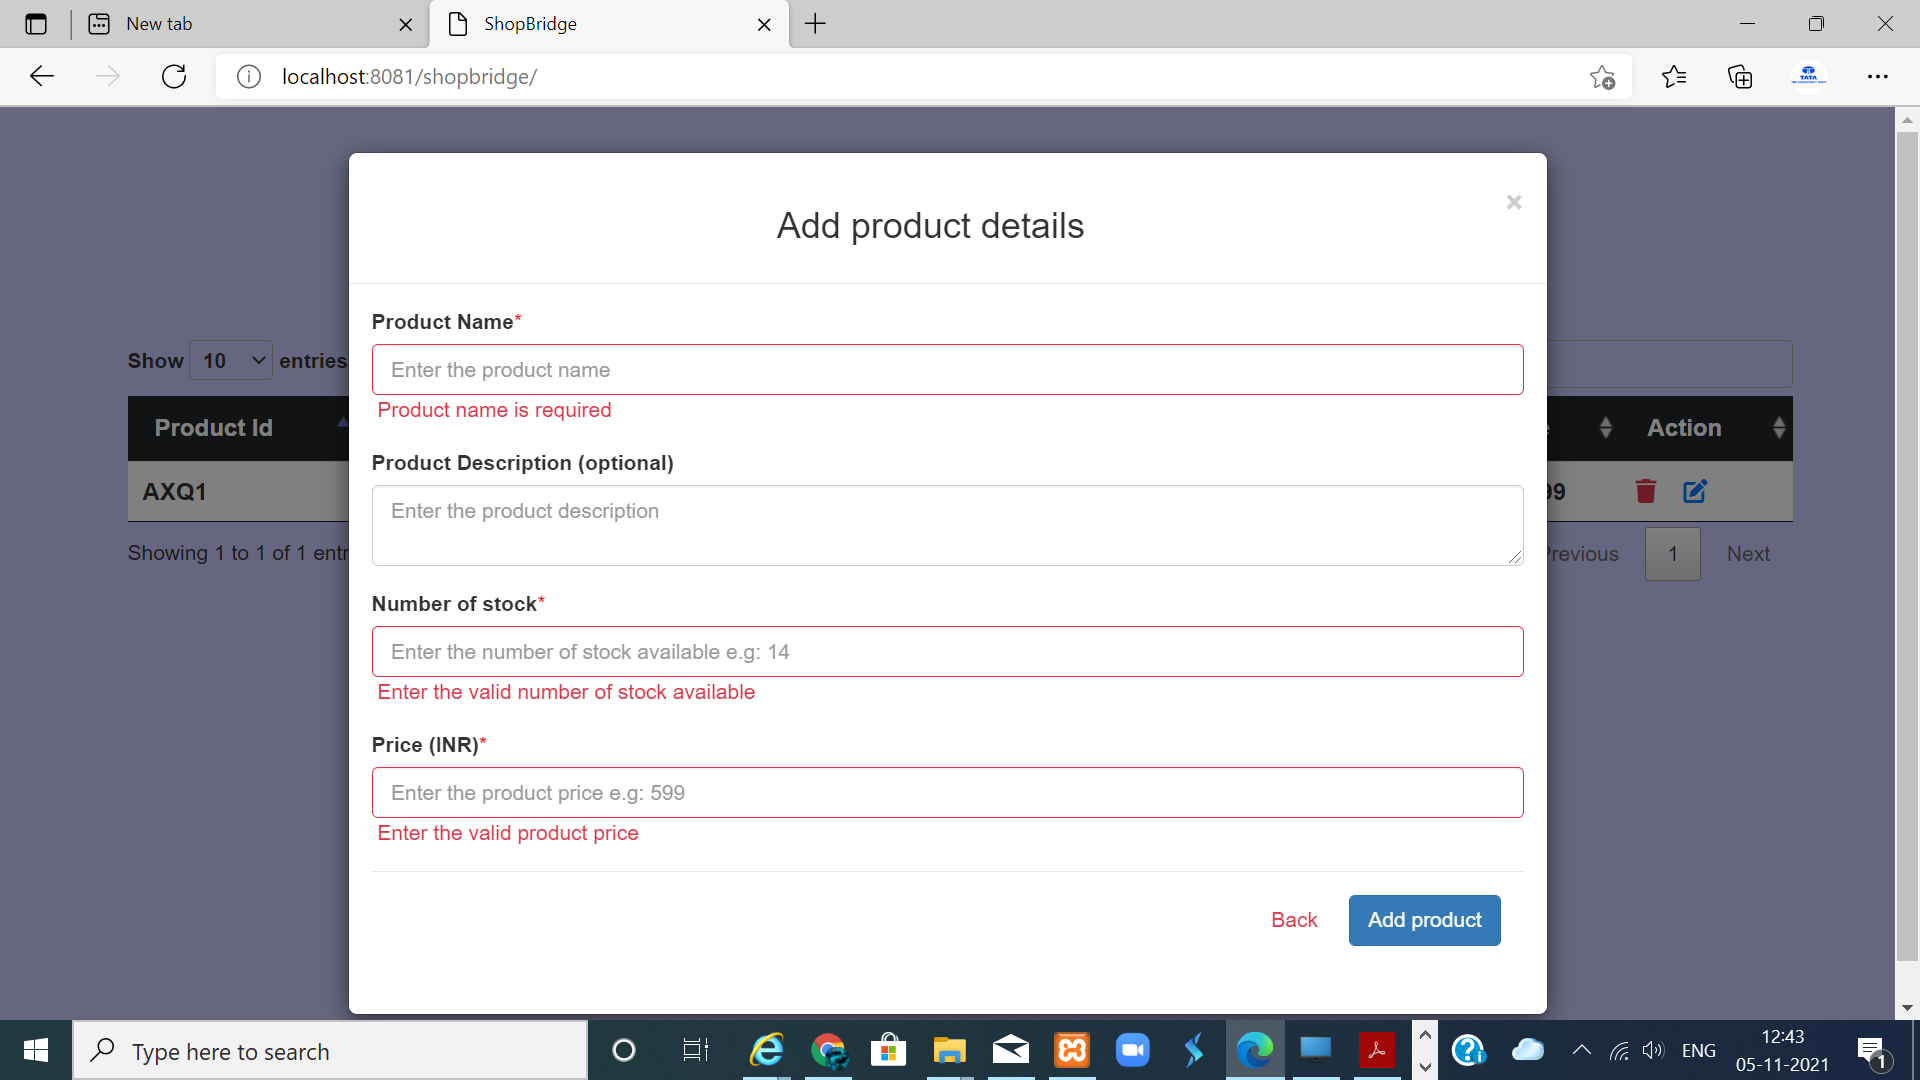 New tab
ShopBridge
localhost:8081/shopbridge/
TATA
Add product details
×
Product Name*
Enter the product name
Product name is required
Product Description (optional)
Enter the product description
Number of stock*
Enter the number of stock available e.g: 14
Enter the valid number of stock available
Price (INR)*
Enter the product price e.g: 599
Enter the valid product price
Back
Add product
Show 10 entries
Product Id
Action
AXQ1
99
Showing 1 to 1 of 1 entr
Previous
1
Next
Type here to search
ENG
12:43
05-11-2021
1